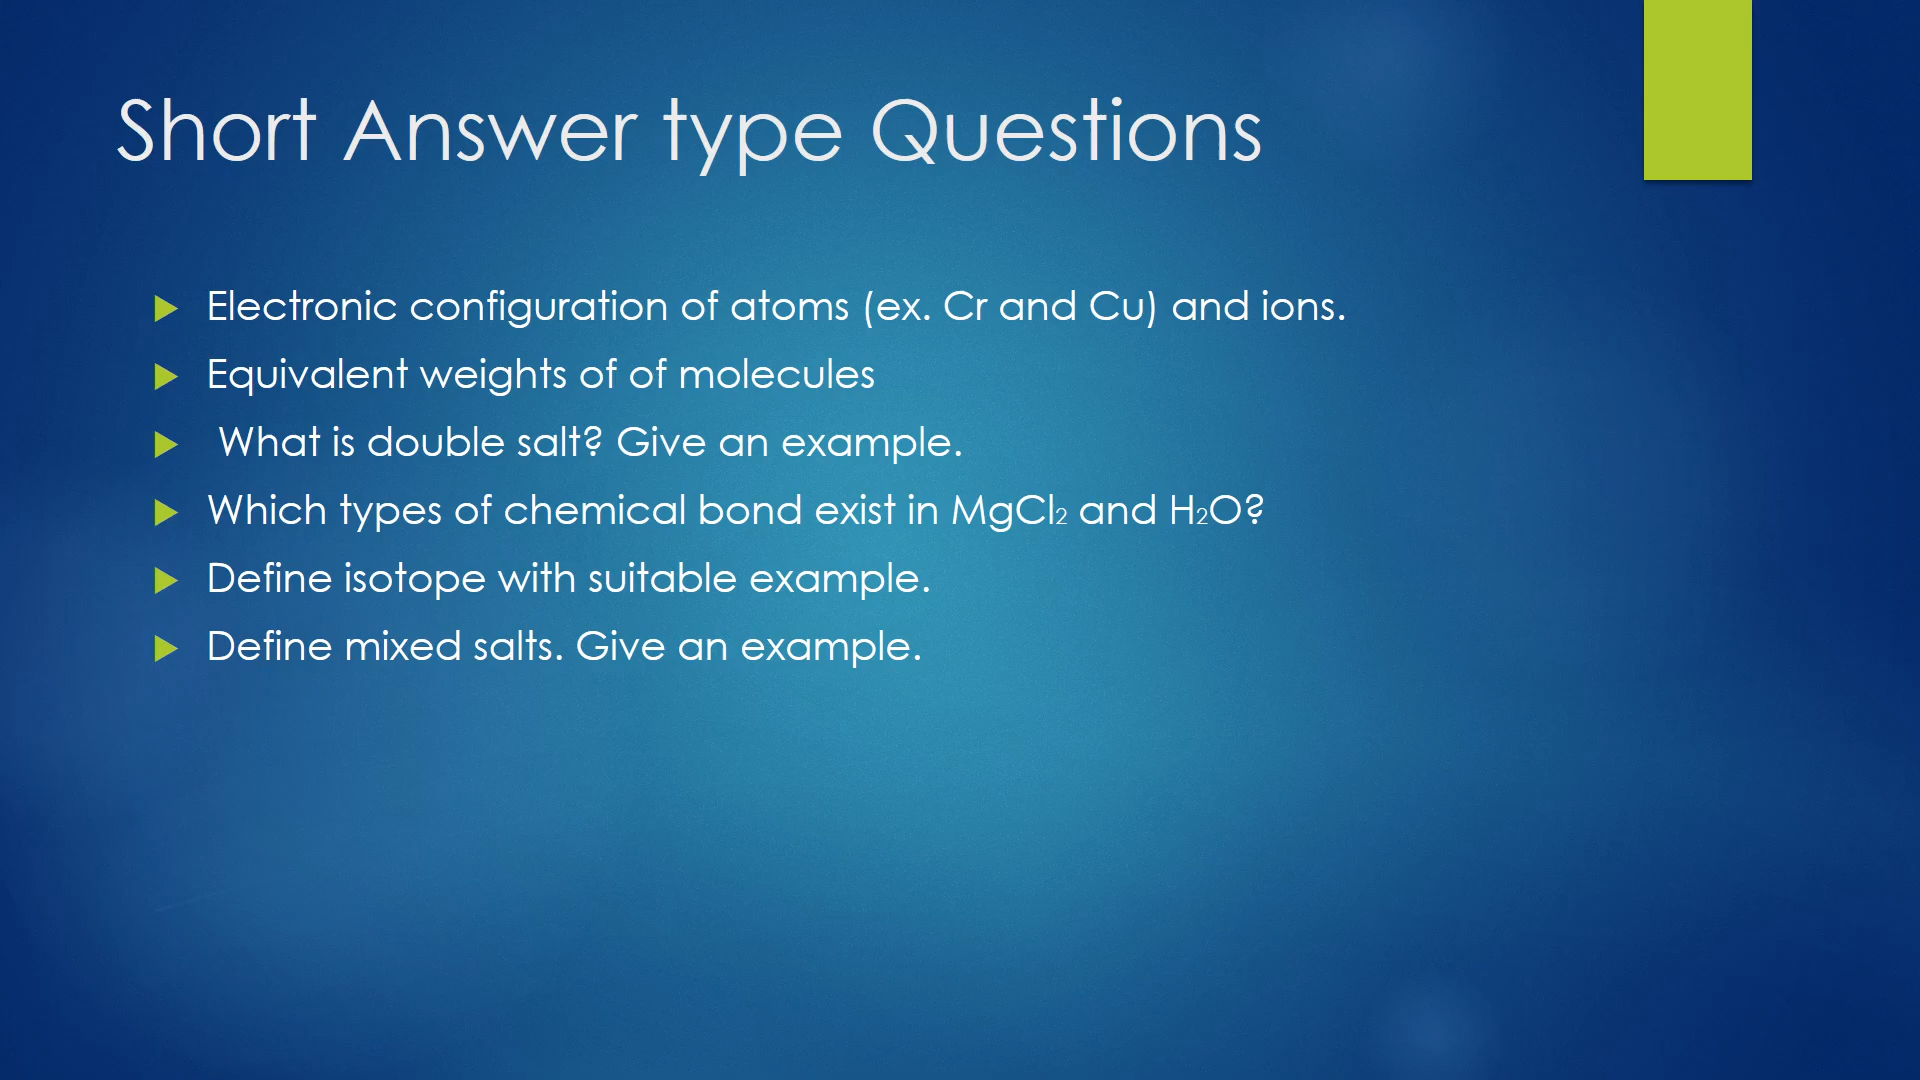 Short Answer type Questions
Electronic configuration of atoms (ex. Cr and Cu) and ions.
Equivalent weights of of molecules
What is double salt? Give an example.
Which types of chemical bond exist in MgCl₂ and H₂O?
Define isotope with suitable example.
Define mixed salts. Give an example.